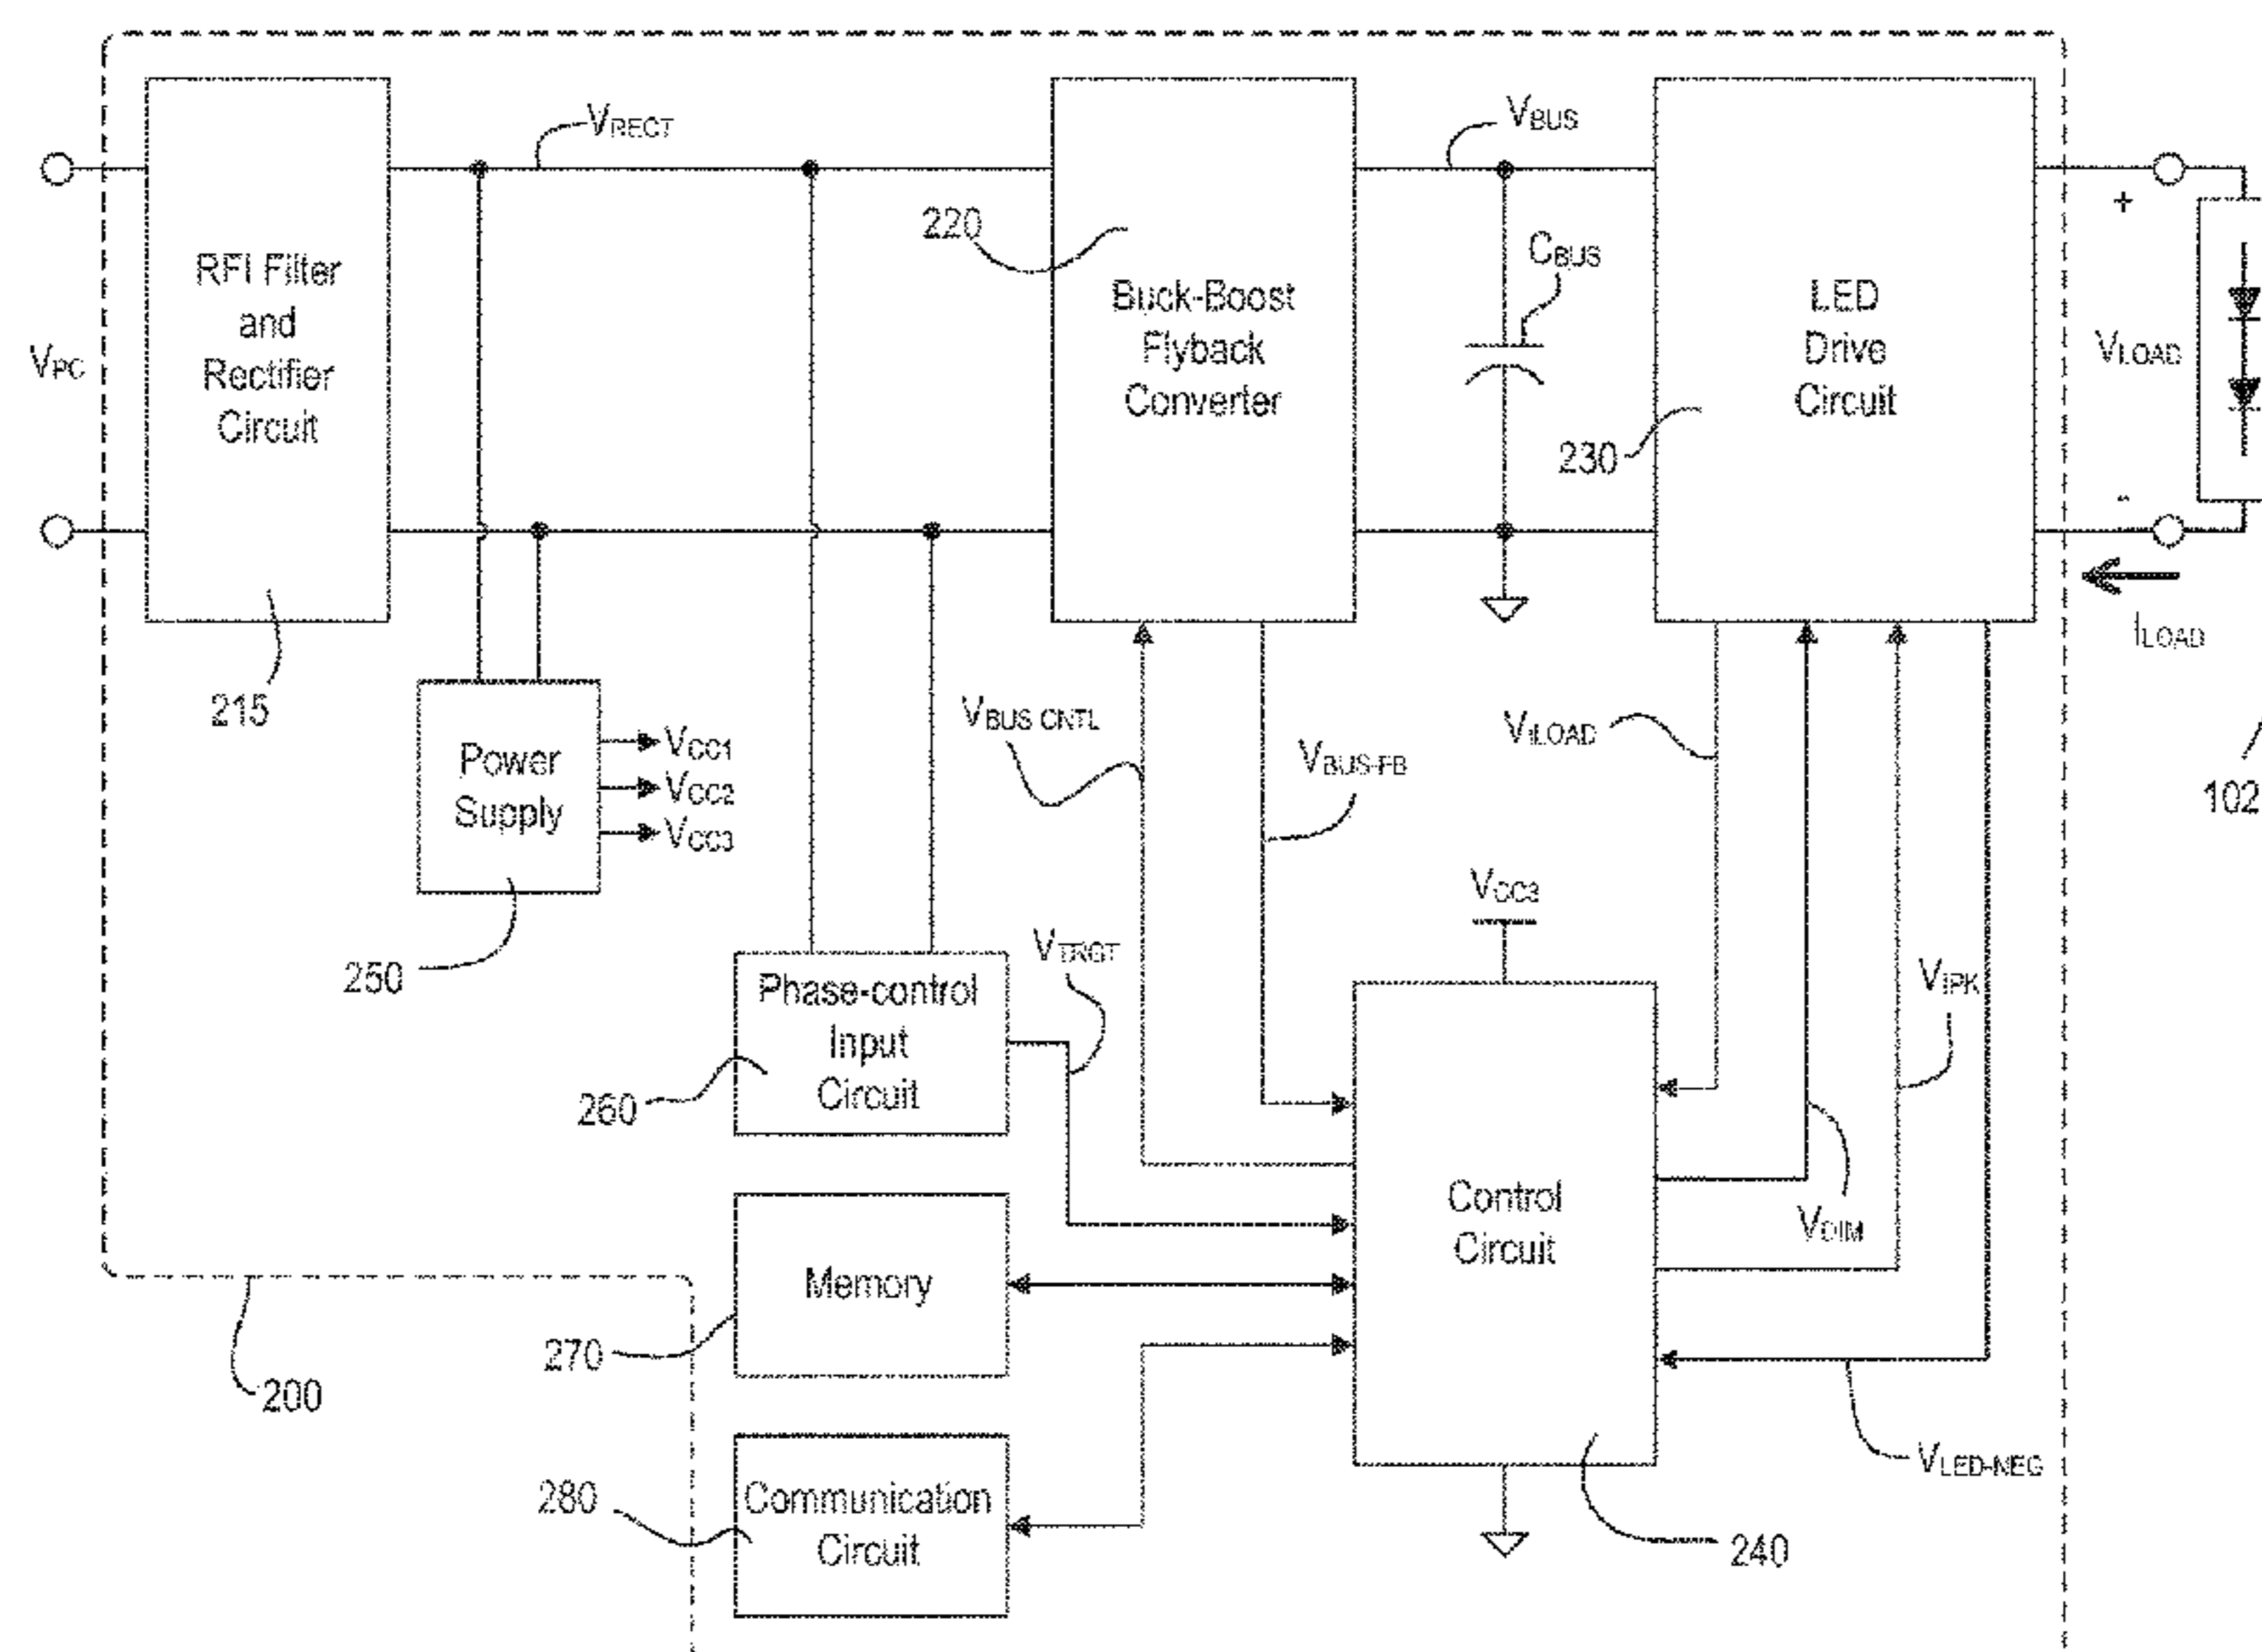 VRECT
VBUS
+
220
CBUS
RFI Filter
and
Rectifier
Circuit
Buck-Boost
Flyback
Converter
LED
Drive
Circuit
VPC
VLOAD
230
-
ILOAD
215
VBUS CNTL
VBUS-FB
VILOAD
Power
Supply
VCC1
VCC2
VCC3
102
250
VTRGT
VIPK
Phase-control
Input
Circuit
260
Control
Circuit
VDIM
Memory
270
200
VLED-NEG
280
Communication
Circuit
240